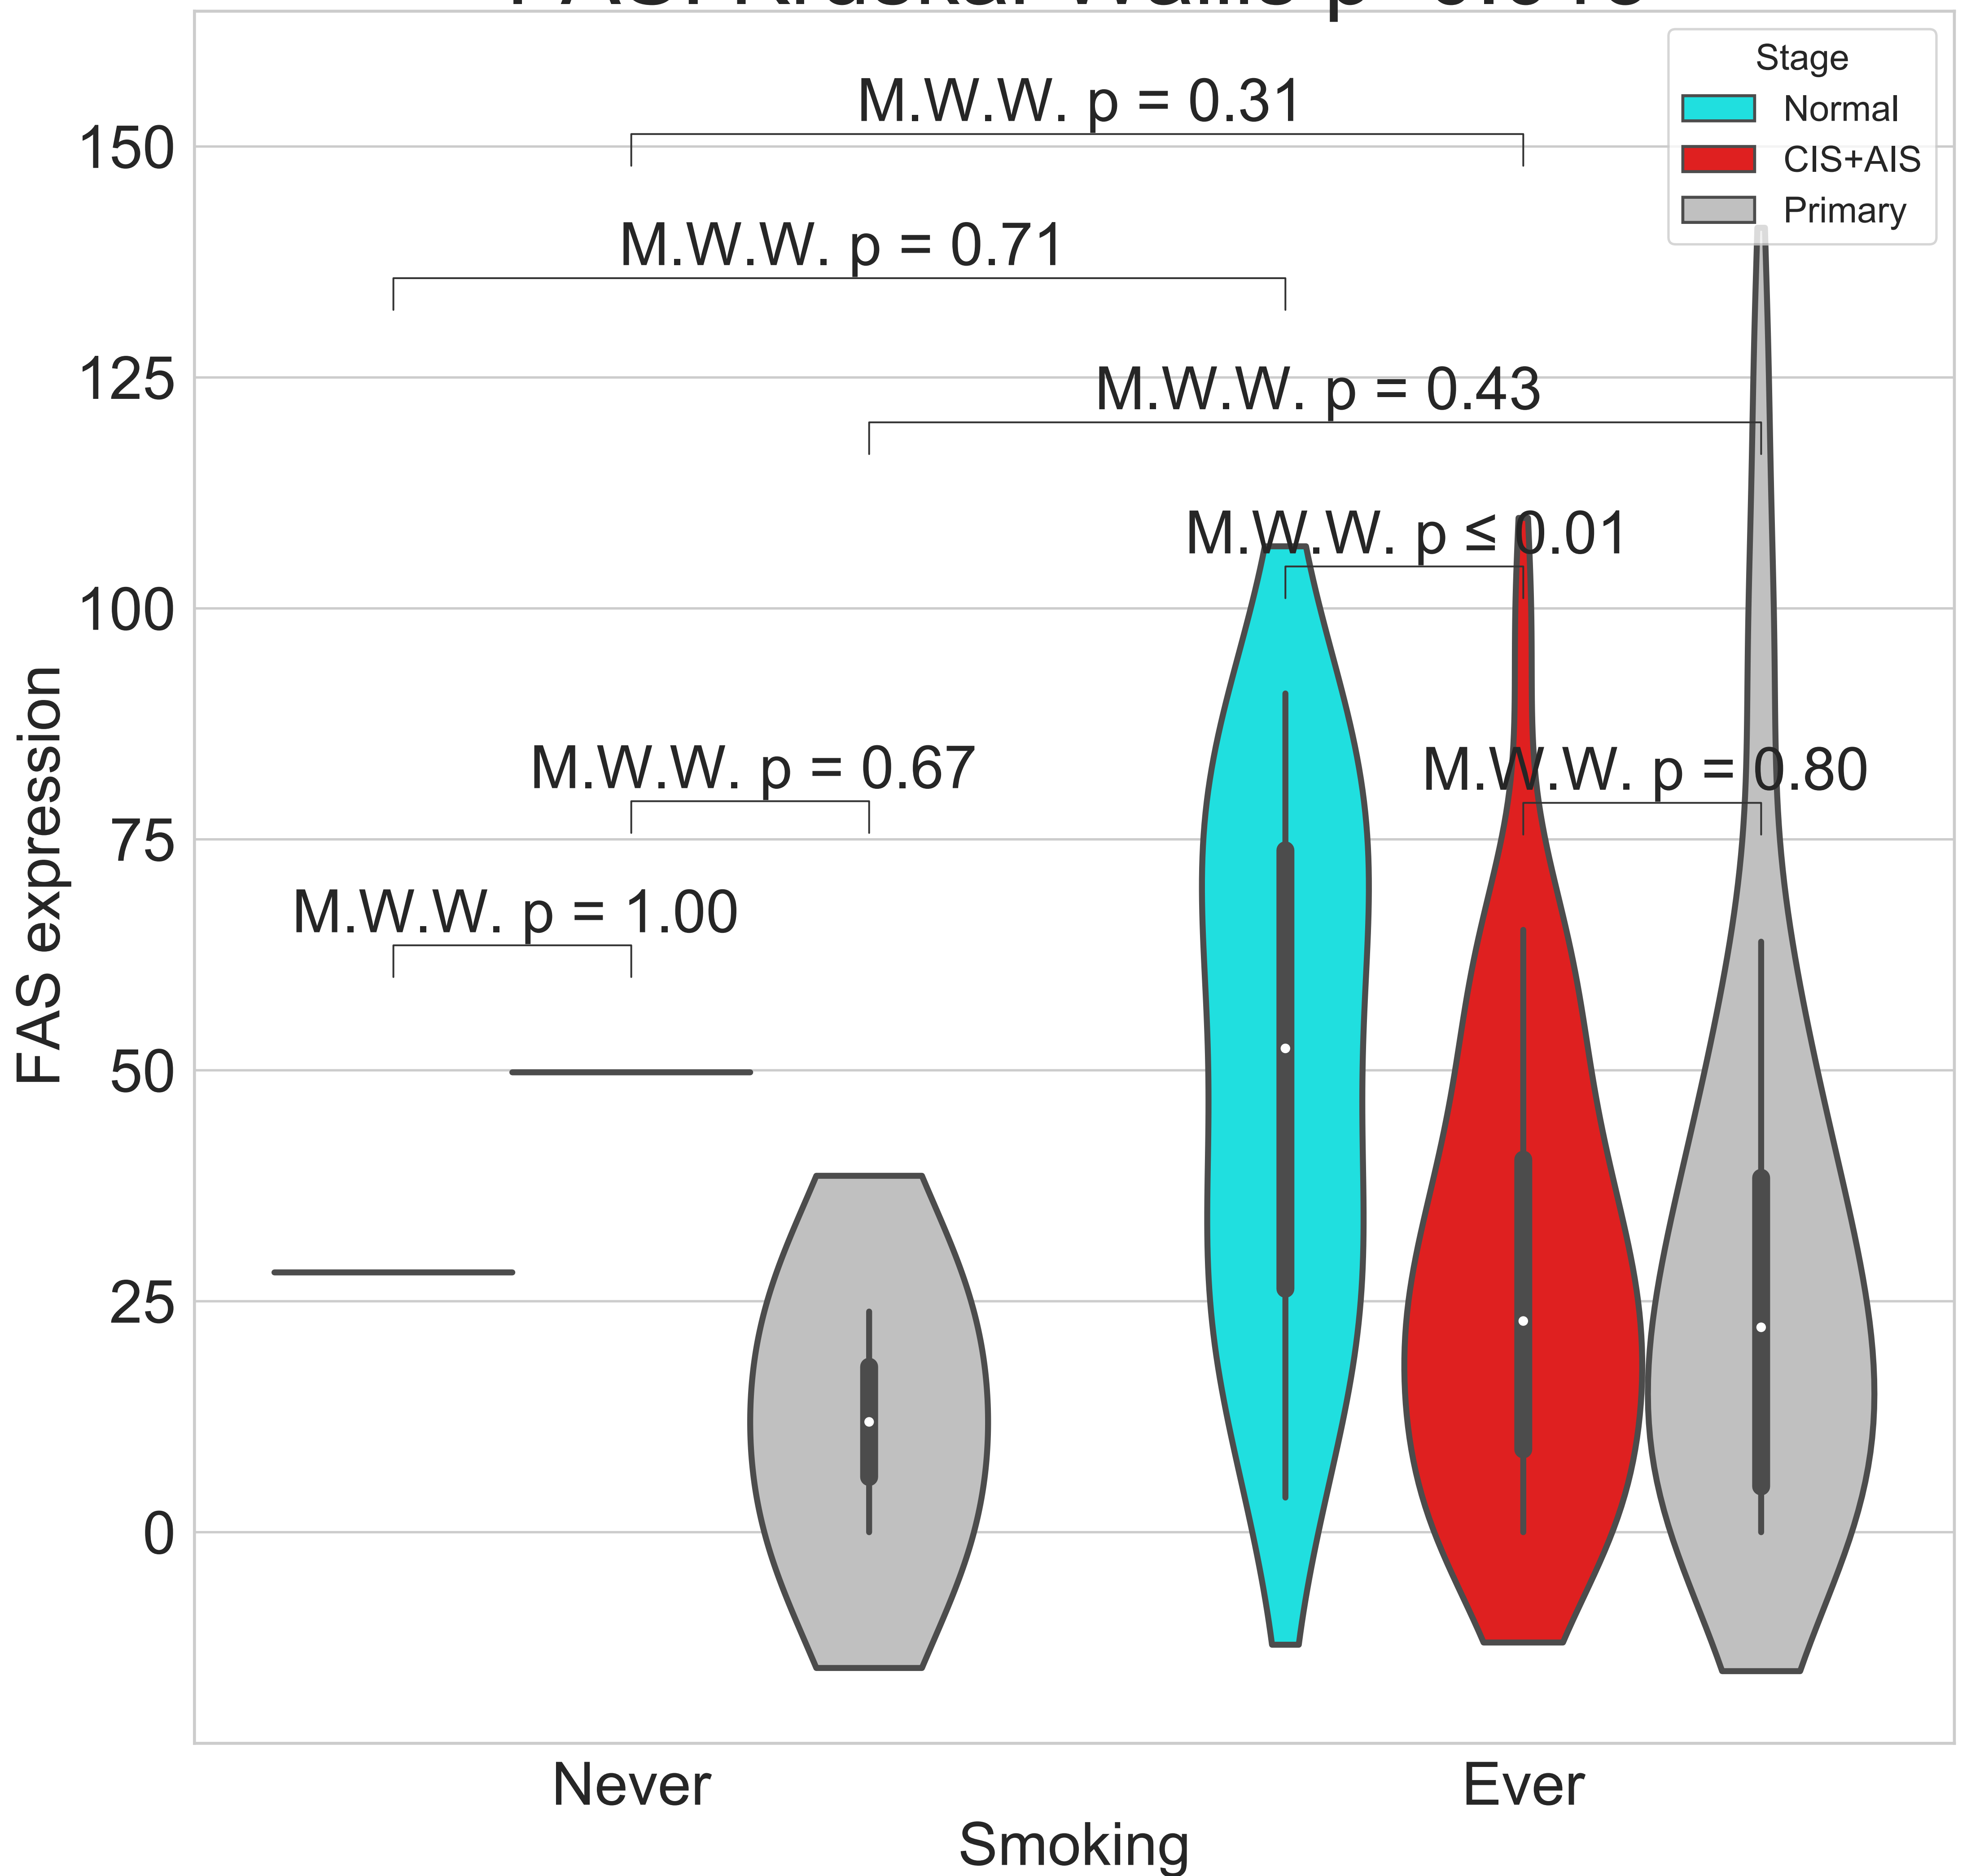 Stage
Normal
CIS+AIS
Primary
M.W.W. p = 0.31
M.W.W. p = 0.71
M.W.W. p = 0.43
M.W.W. p ≤ 0.01
M.W.W. p = 0.67
M.W.W. p = 0.80
M.W.W. p = 1.00
150
125
100
75
50
25
0
FAS expression
Never
Ever
Smoking